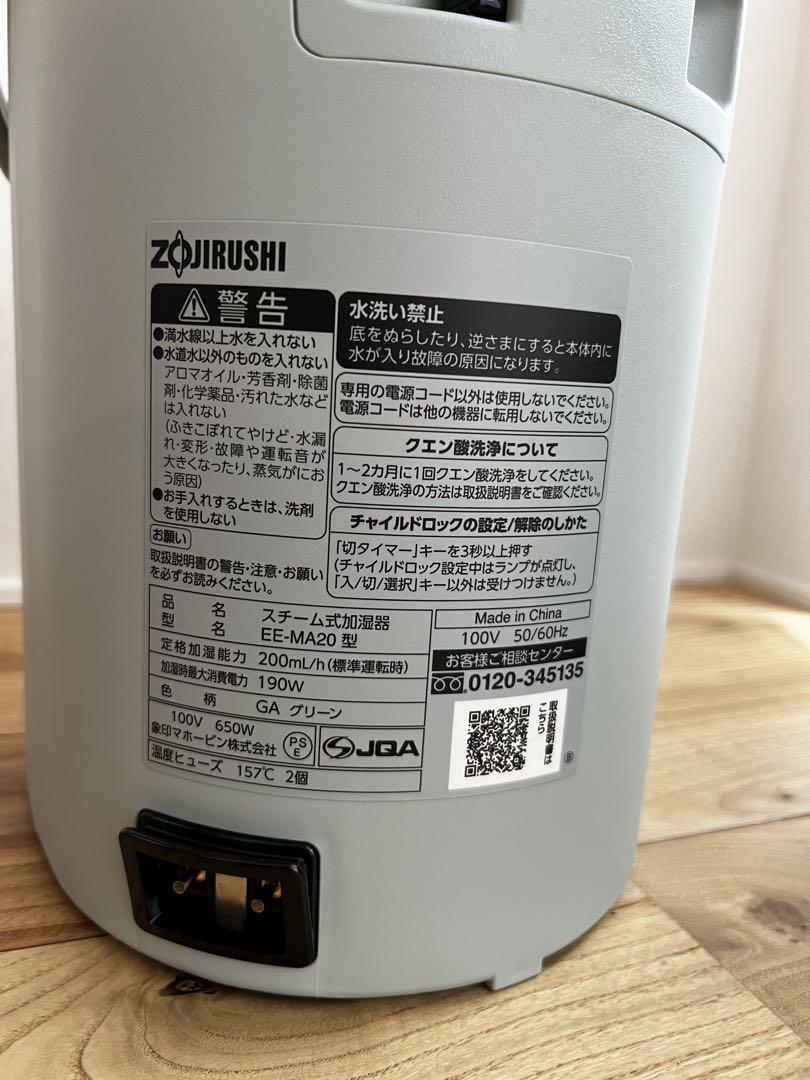 ZOJIRUSHI
警告
●満水線以上水を入れない
●水道水以外のものを入れない
アロマオイル・芳香剤・除菌
剤・化学薬品・汚れた水など
は入れない
(ふきこぼれてやけど・水漏
れ・変形・故障や運転音が
大きくなったり、蒸気がにお
う原因)
●お手入れするときは、洗剤
を使用しない
お願い
取扱説明書の警告・注意・お願い
を必ずお読みください。
水洗い禁止
底をぬらしたり、逆さまにすると本体内に
水が入り故障の原因になります。
専用の電源コード以外は使用しないでください。
電源コードは他の機器に転用しないでください。
クエン酸洗浄について
1～2カ月に1回クエン酸洗浄をしてください。
クエン酸洗浄の方法は取扱説明書をご確認ください。
チャイルドロックの設定/解除のしかた
「切タイマー」キーを3秒以上押す
(チャイルドロック設定中はランプが点灯し、
「入/切/選択」キー以外は受けつけません。)
品名 スチーム式加湿器
型名 EE-MA20 型
定格加湿能力 200mL/h(標準運転時)
加湿時最大消費電力 190W
色柄 GA グリーン
100V 650W
象印マホービン株式会社
PS
E
JQA
温度ヒューズ 157℃ 2個
Made in China
100V 50/60Hz
お客様ご相談センター
0120-345135
取扱説明書は
こちら
Ⓑ